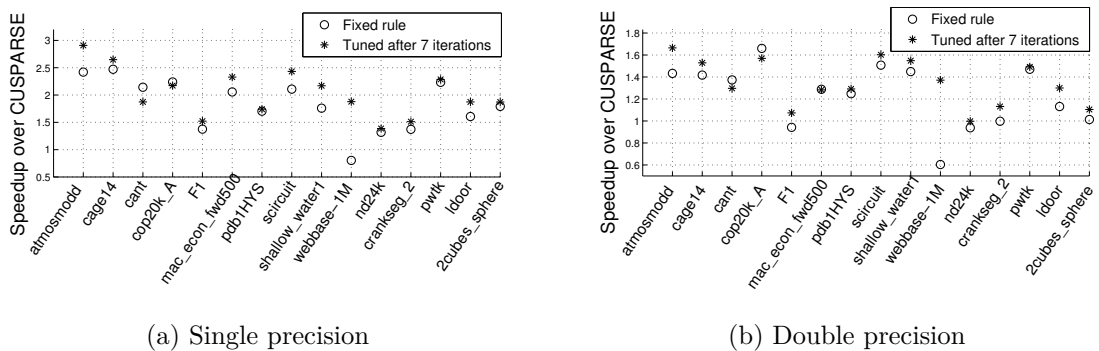 Speedup over CUSPARSE
3
2.5
2
1.5
1
0.5
Fixed rule
Tuned after 7 iterations
atmosmodd
cage14
cant
cop20k_A
F1
mac_econ_fwd500
pdb1HYS
scircuit
shallow_water1
webbase-1M
nd24k
crankseg_2
pwtk
ldoor
2cubes_sphere
(a) Single precision
Speedup over CUSPARSE
1.8
1.6
1.4
1.2
1
0.8
0.6
Fixed rule
Tuned after 7 iterations
atmosmodd
cage14
cant
cop20k_A
F1
mac_econ_fwd500
pdb1HYS
scircuit
shallow_water1
webbase-1M
nd24k
crankseg_2
pwtk
ldoor
2cubes_sphere
(b) Double precision